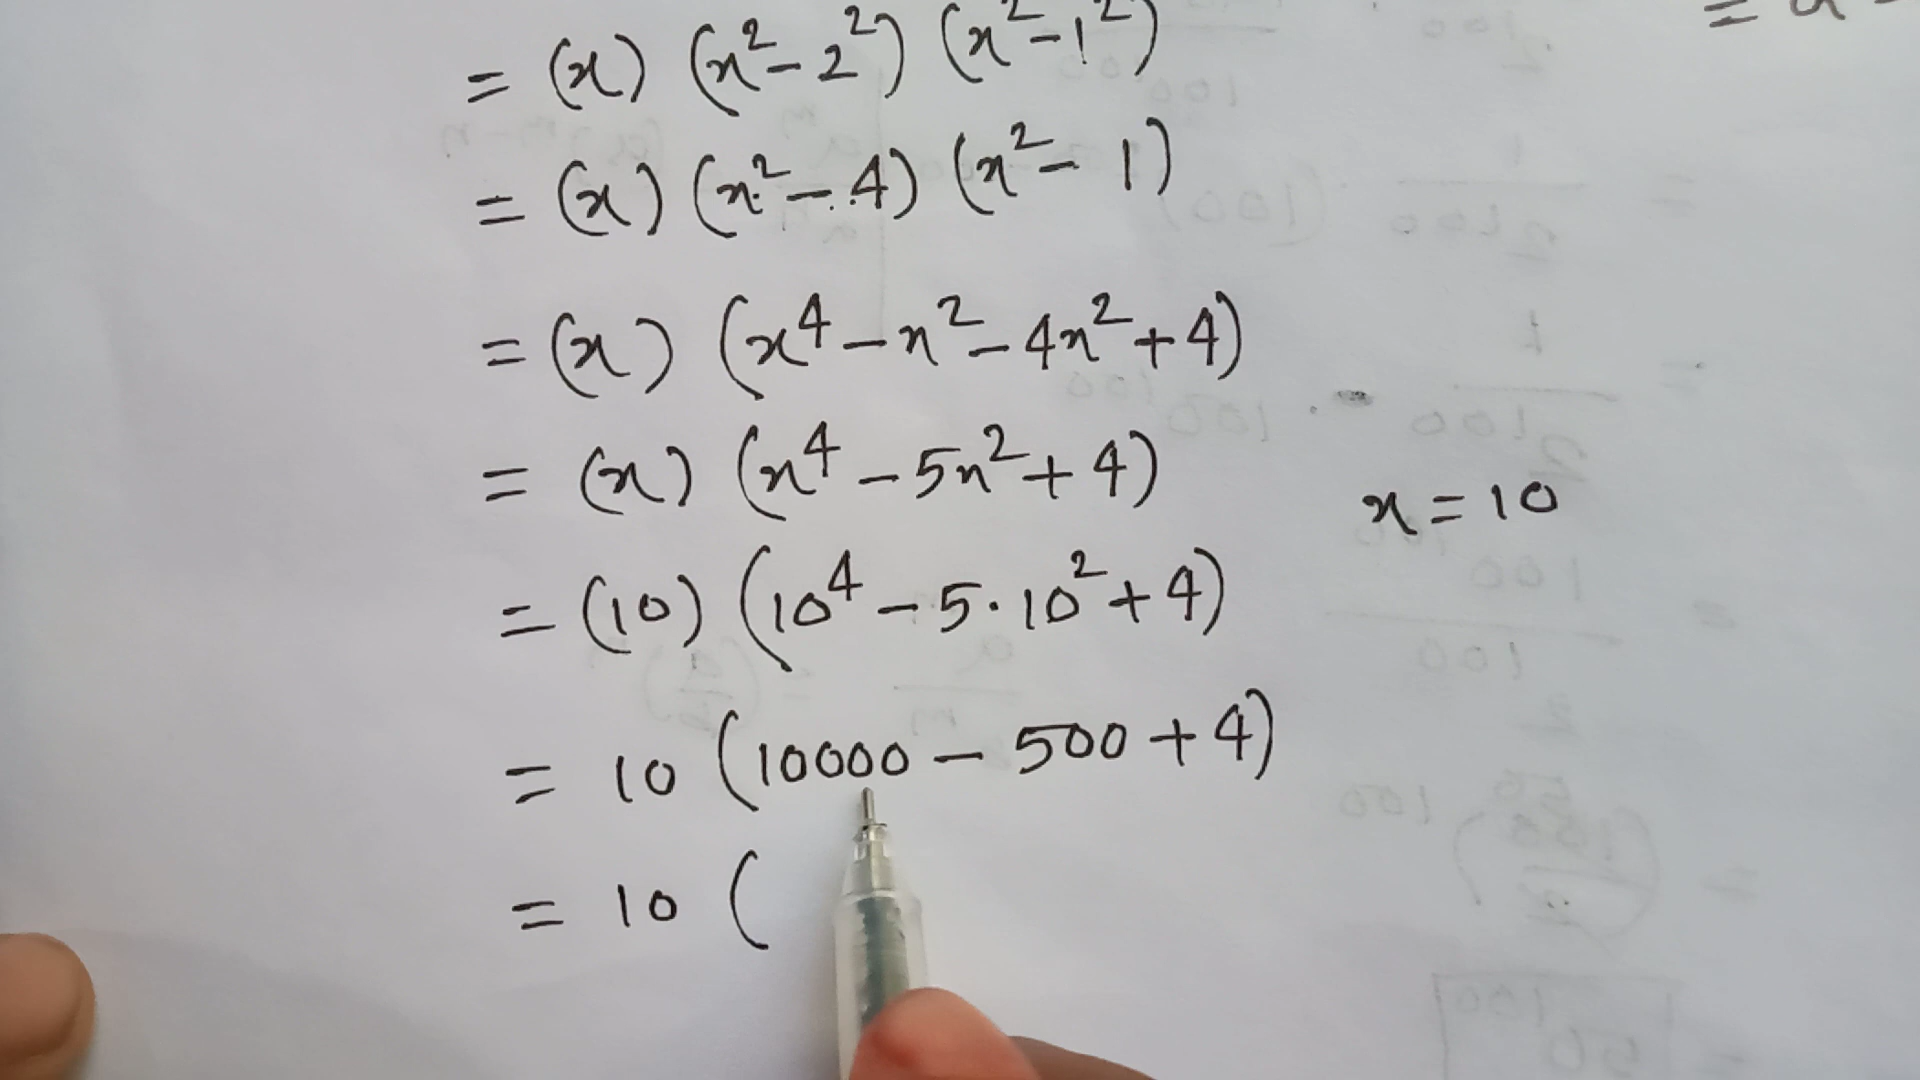 = (x) (x² - 2²) (x² - 1²)
= (x) (x² - 4) (x² - 1)
= (x) (x⁴ - x² - 4x² + 4)
= (x) (x⁴ - 5x² + 4)
x = 10
= (10) (10⁴ - 5·10² + 4)
= 10 (10000 - 500 + 4)
= 10 (